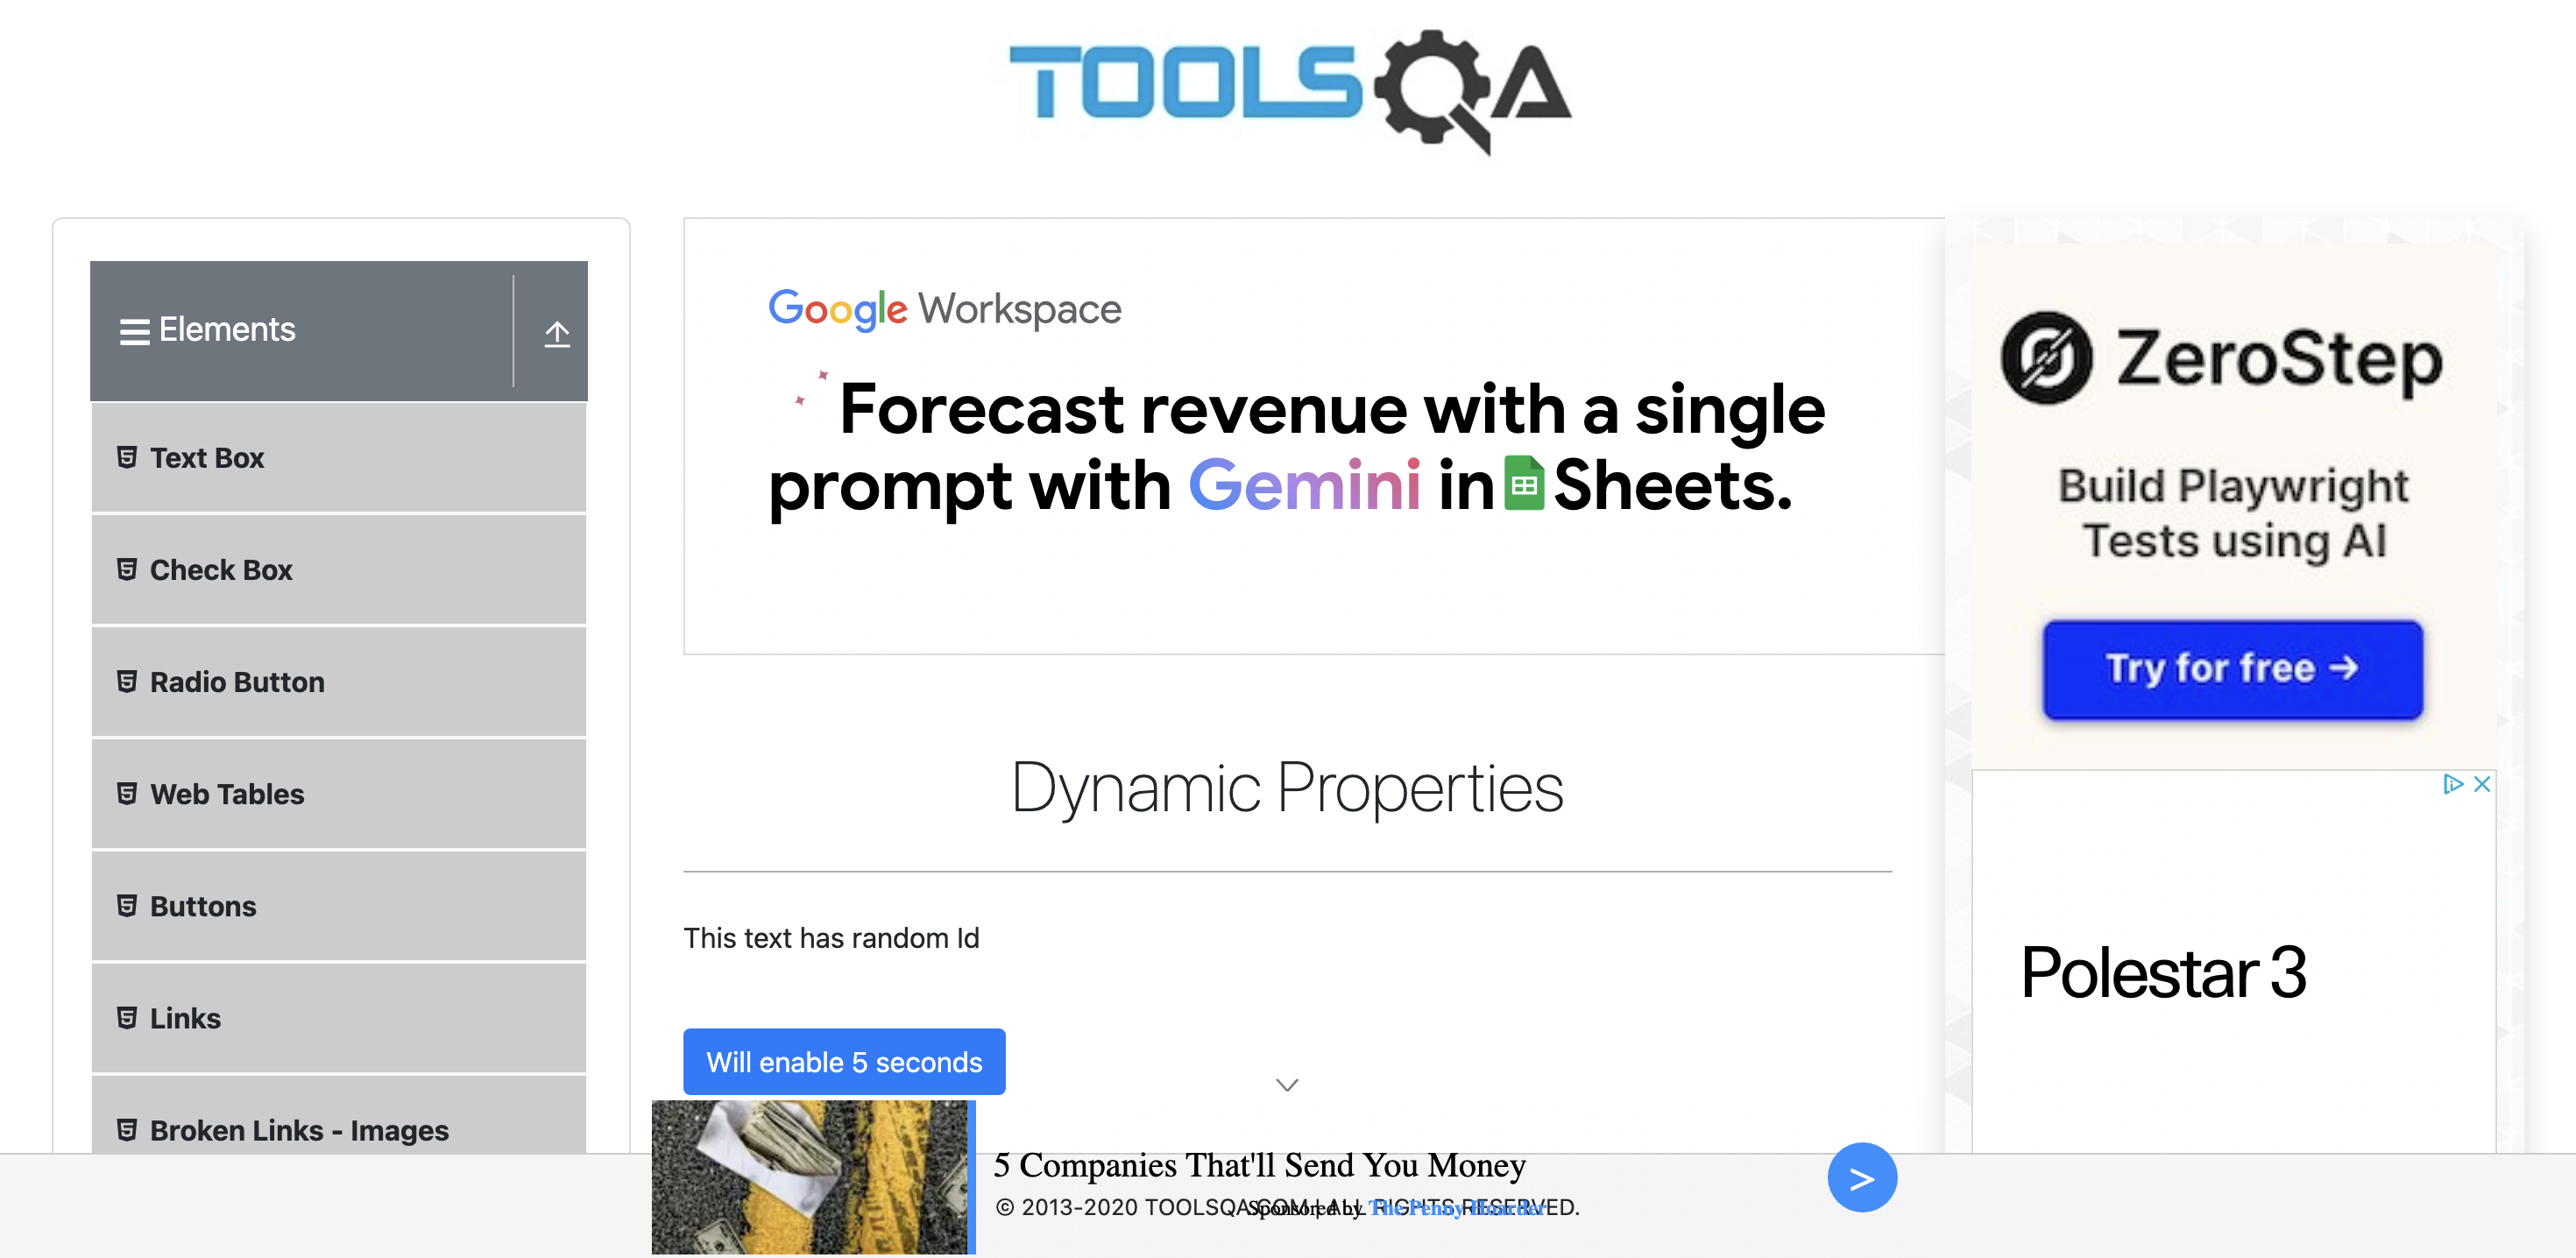 TOOLSQA
Elements
Text Box
Check Box
Radio Button
Web Tables
Buttons
Links
Broken Links - Images
Google Workspace
Forecast revenue with a single
prompt with Gemini in Sheets.
Dynamic Properties
This text has random Id
Will enable 5 seconds
5 Companies That'll Send You Money
© 2013-2020 TOOLSQA.COM | ALL RIGHTS RESERVED.
Sponsored by The Penny Hoarder
>
ZeroStep
Build Playwright
Tests using AI
Try for free →
Polestar 3